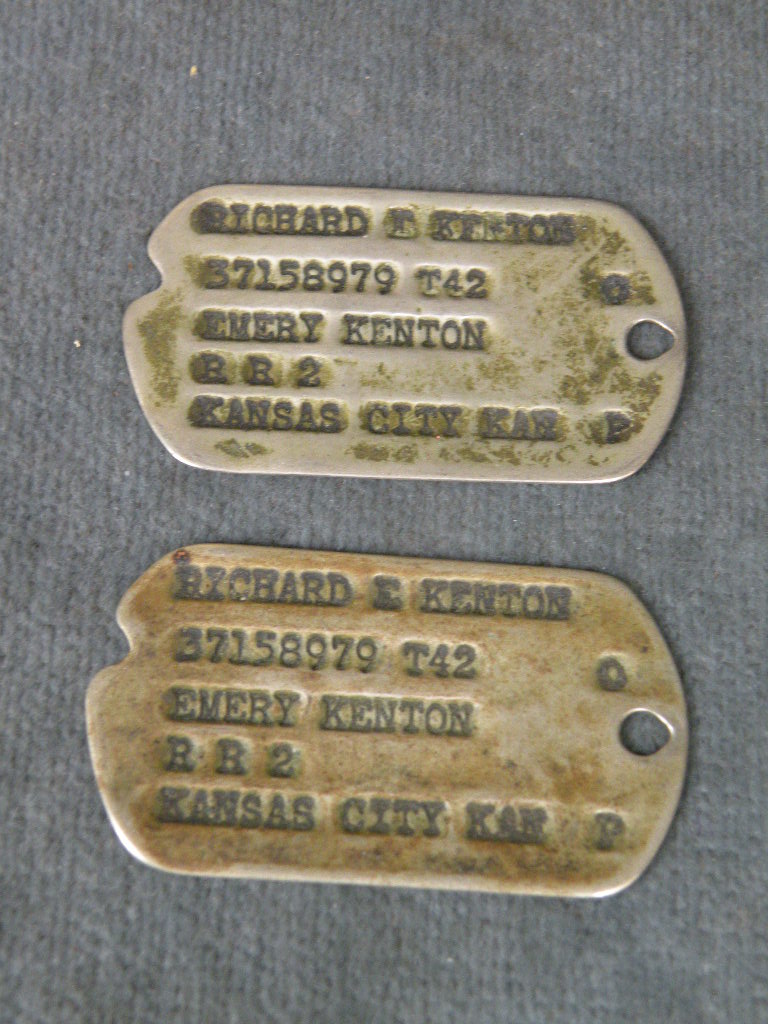 RICHARD E KENTON
37158979 T42 O
EMERY KENTON
R R 2
KANSAS CITY KAN P
RICHARD E KENTON
37158979 T42 O
EMERY KENTON
R R 2
KANSAS CITY KAN P